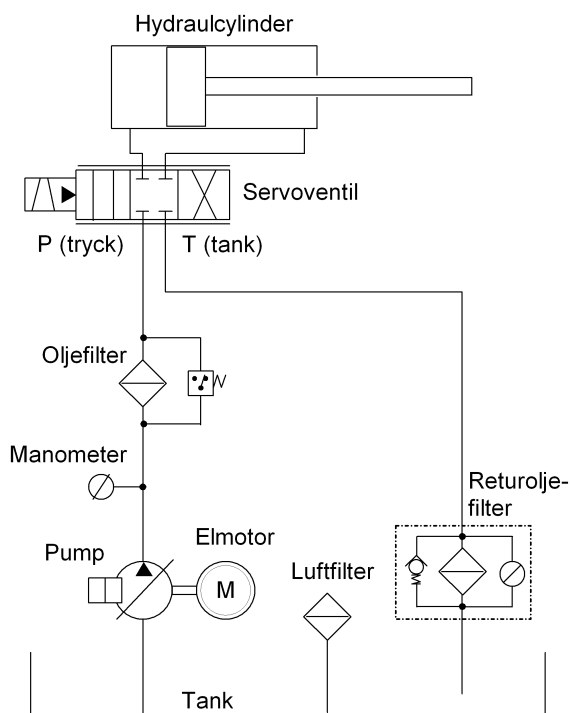 Hydraulcylinder
Servoventil
P (tryck)
T (tank)
Oljefilter
Manometer
Returolje-
filter
Pump
Elmotor
M
Luftfilter
Tank